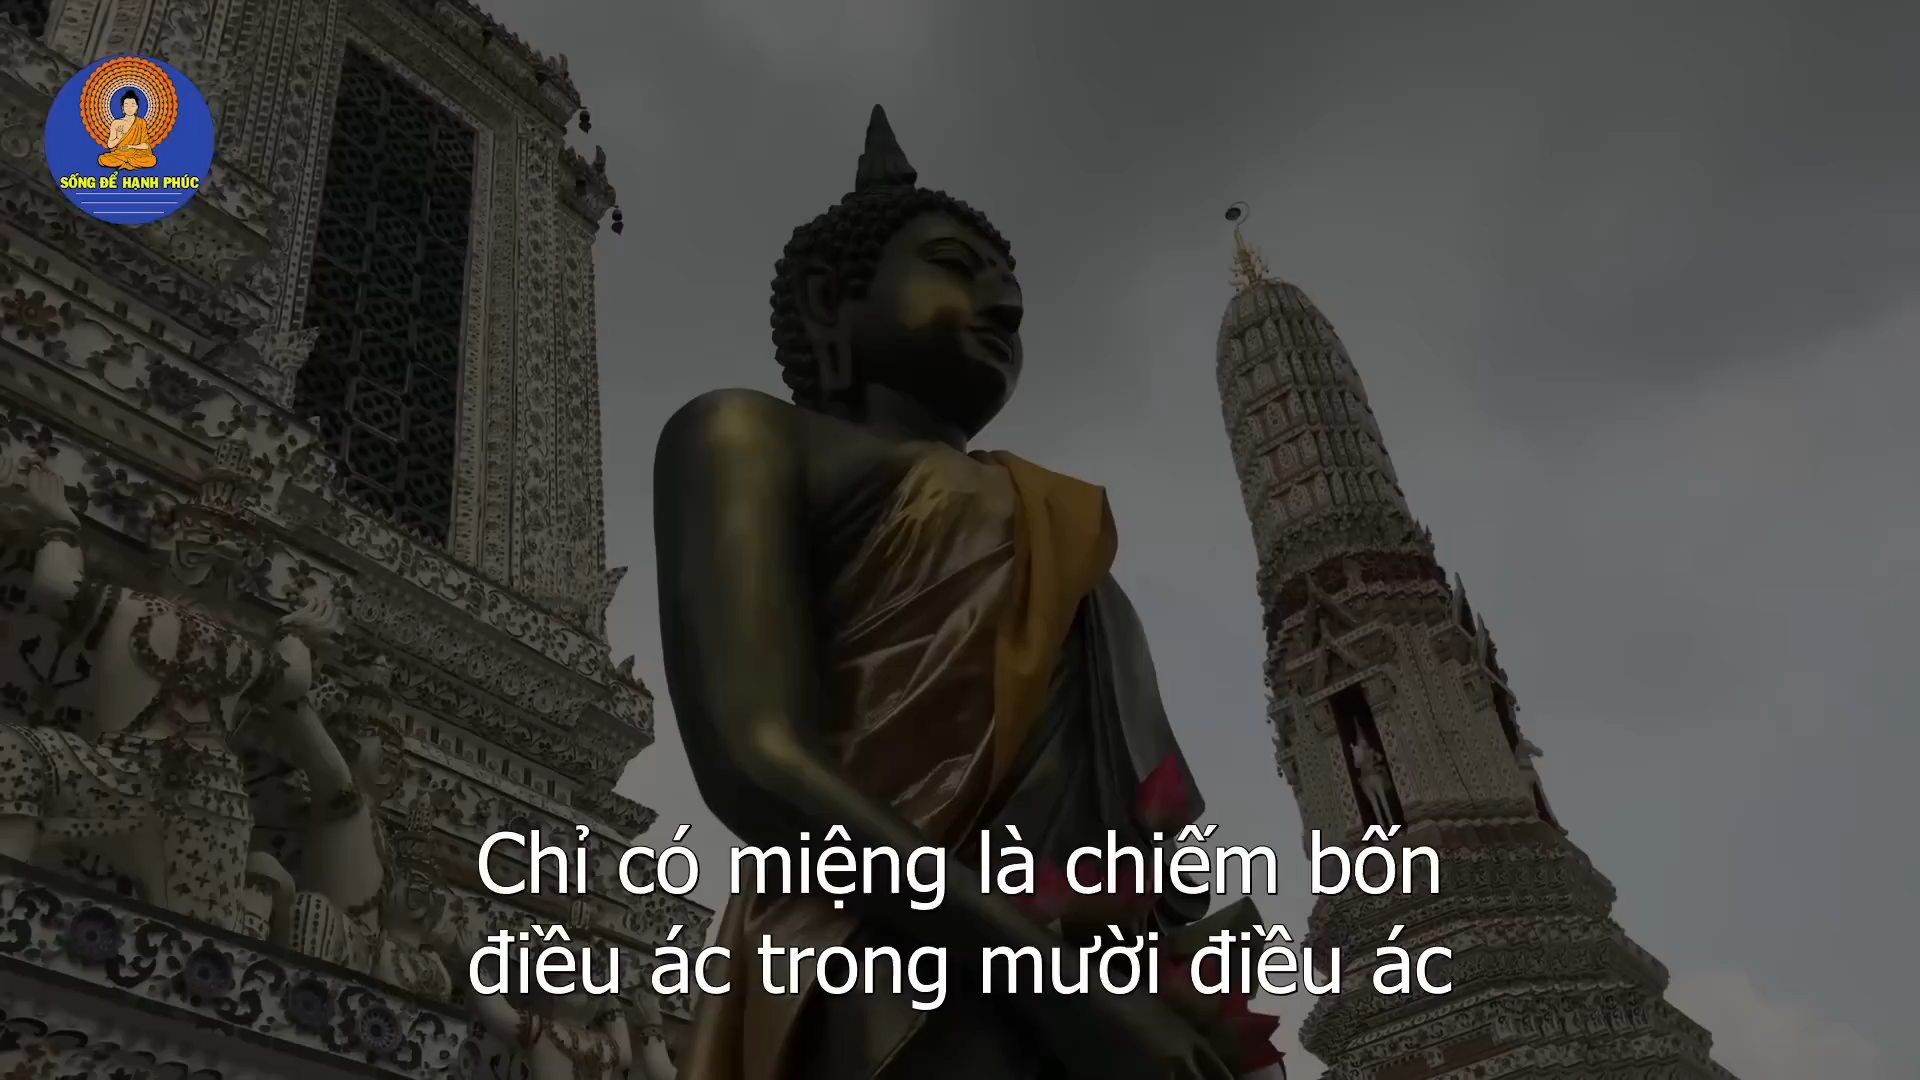 SỐNG ĐỂ HẠNH PHÚC
Chỉ có miệng là chiếm bốn
điều ác trong mười điều ác